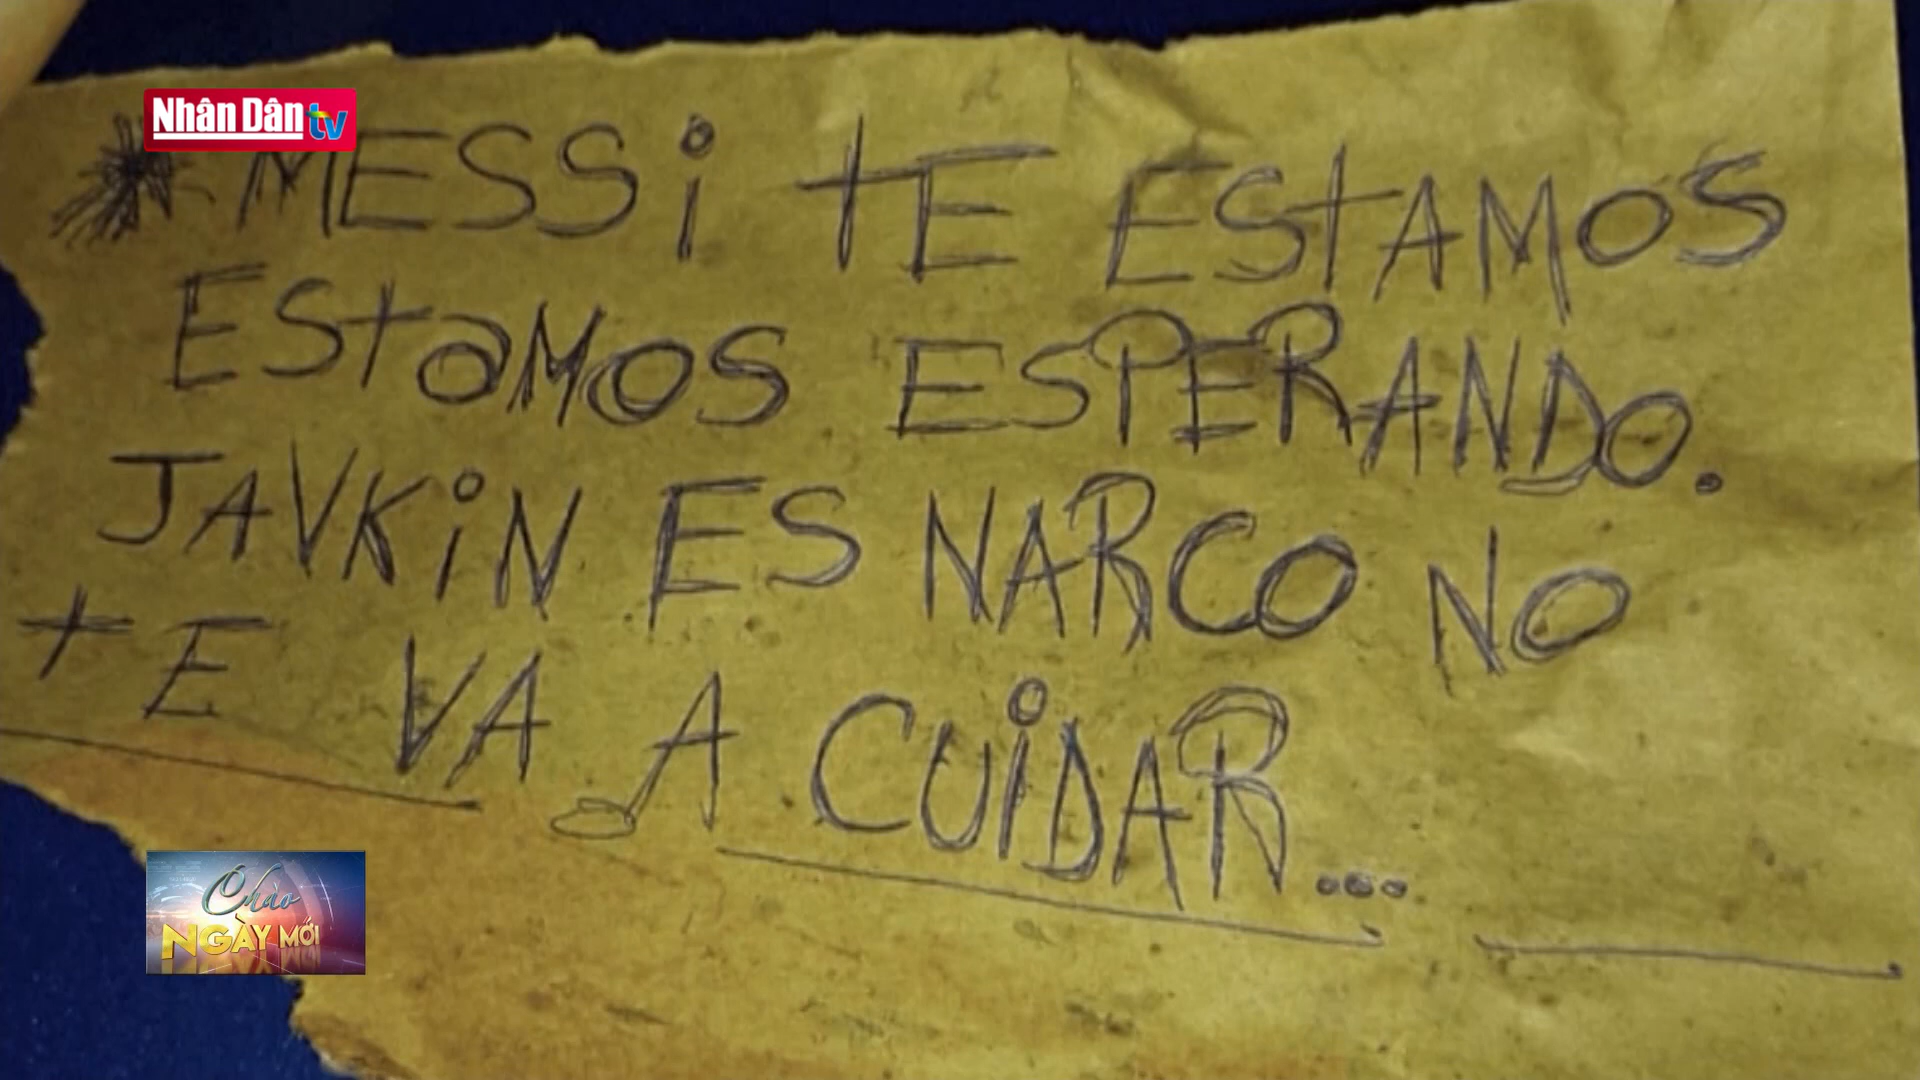 Nhân Dân tv
*MESSi tE EStAMOS
EStaMOS ESPERANDO.
JAVKiN ES NARCO NO
tE VA A CUiDAR...
Chào
NGÀY MỚI